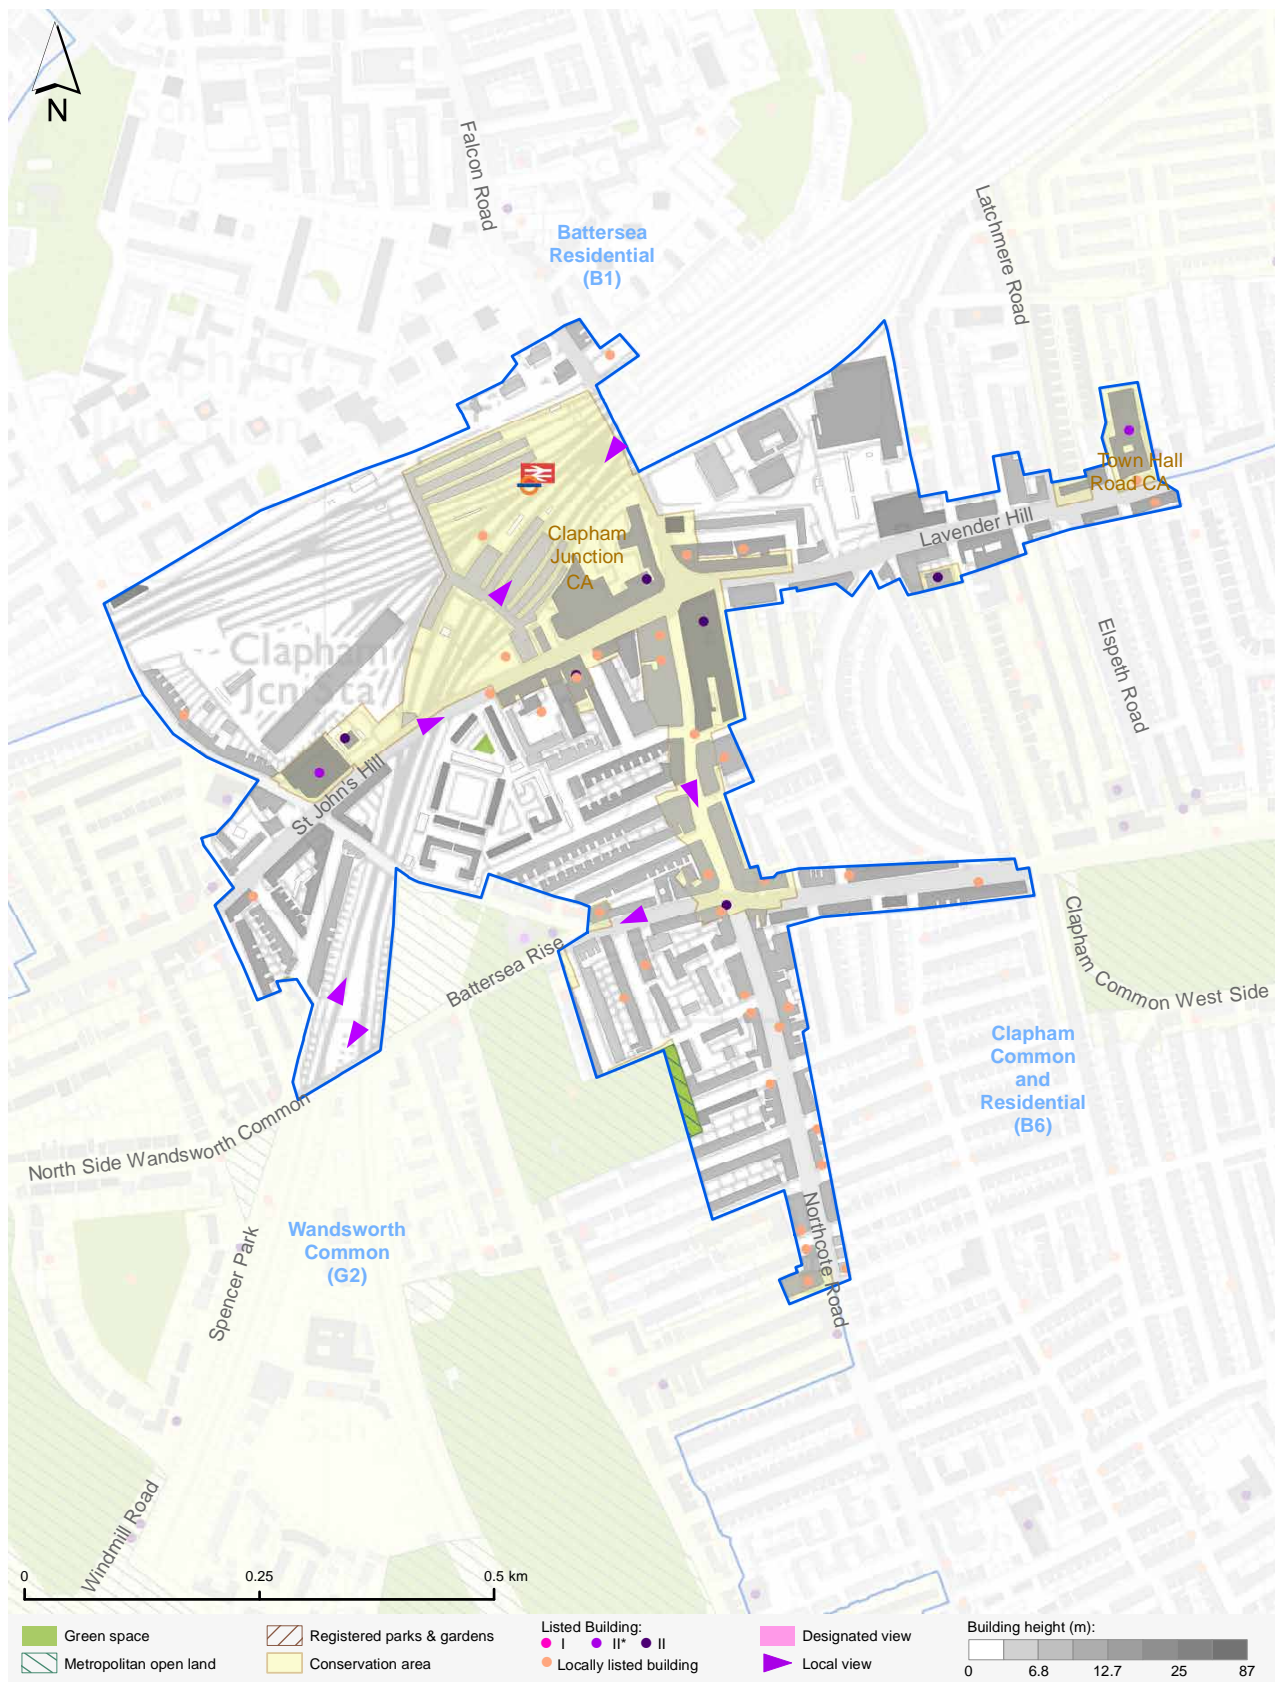 N
Falcon Road
Latchmere Road
Battersea
Residential
(B1)
Town Hall
Road CA
Lavender Hill
Clapham
Junction
CA
Clapham
Jcn Sta
Elspeth Road
St John's Hill
Battersea Rise
Clapham Common West Side
Clapham
Common
and
Residential
(B6)
North Side Wandsworth Common
Northcote Road
Wandsworth
Common
(G2)
Spencer Park
Windmill Road
0 0.25 0.5 km
Green space
Metropolitan open land
Registered parks & gardens
Conservation area
Listed Building:
I II* II
Locally listed building
Designated view
Local view
Building height (m):
0 6.8 12.7 25 87